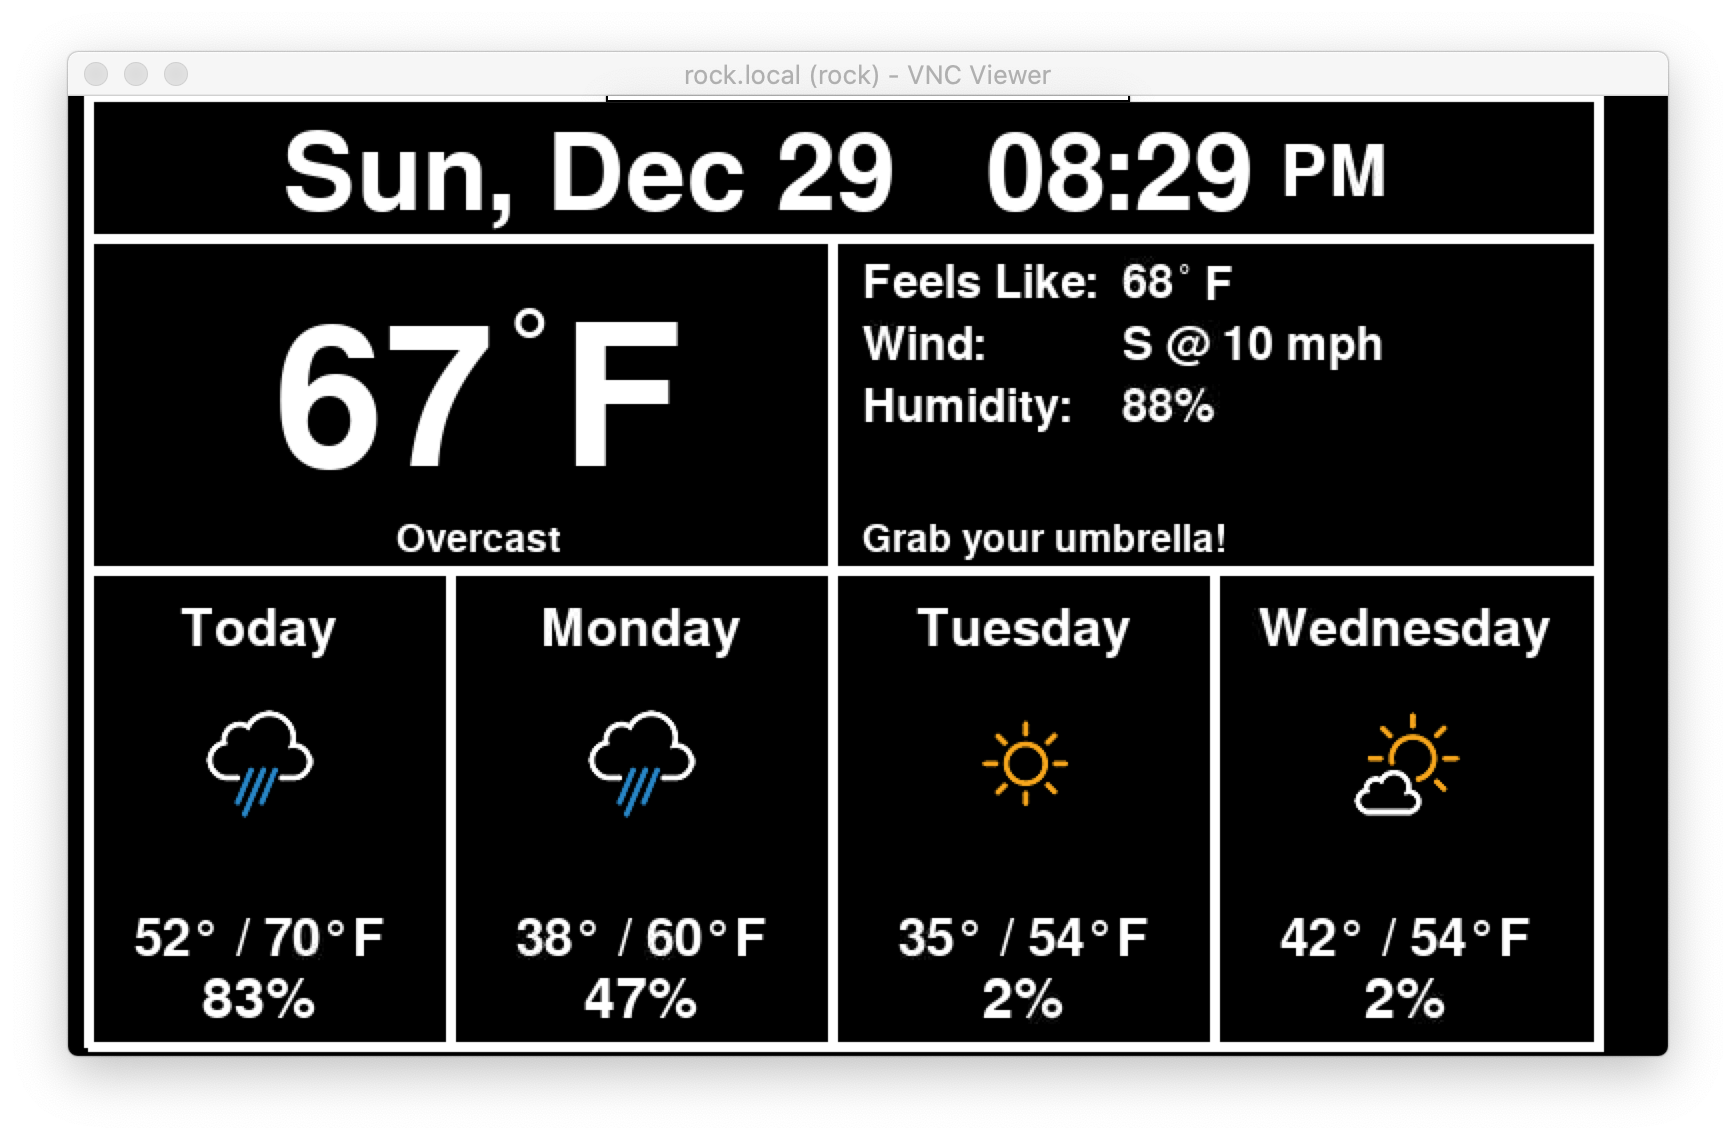 rock.local (rock) - VNC Viewer
Sun, Dec 29 08:29 PM
67°F
Overcast
Feels Like: 68° F
Wind: S @ 10 mph
Humidity: 88%
Grab your umbrella!
Today
52° / 70°F
83%
Monday
38° / 60°F
47%
Tuesday
35° / 54°F
2%
Wednesday
42° / 54°F
2%